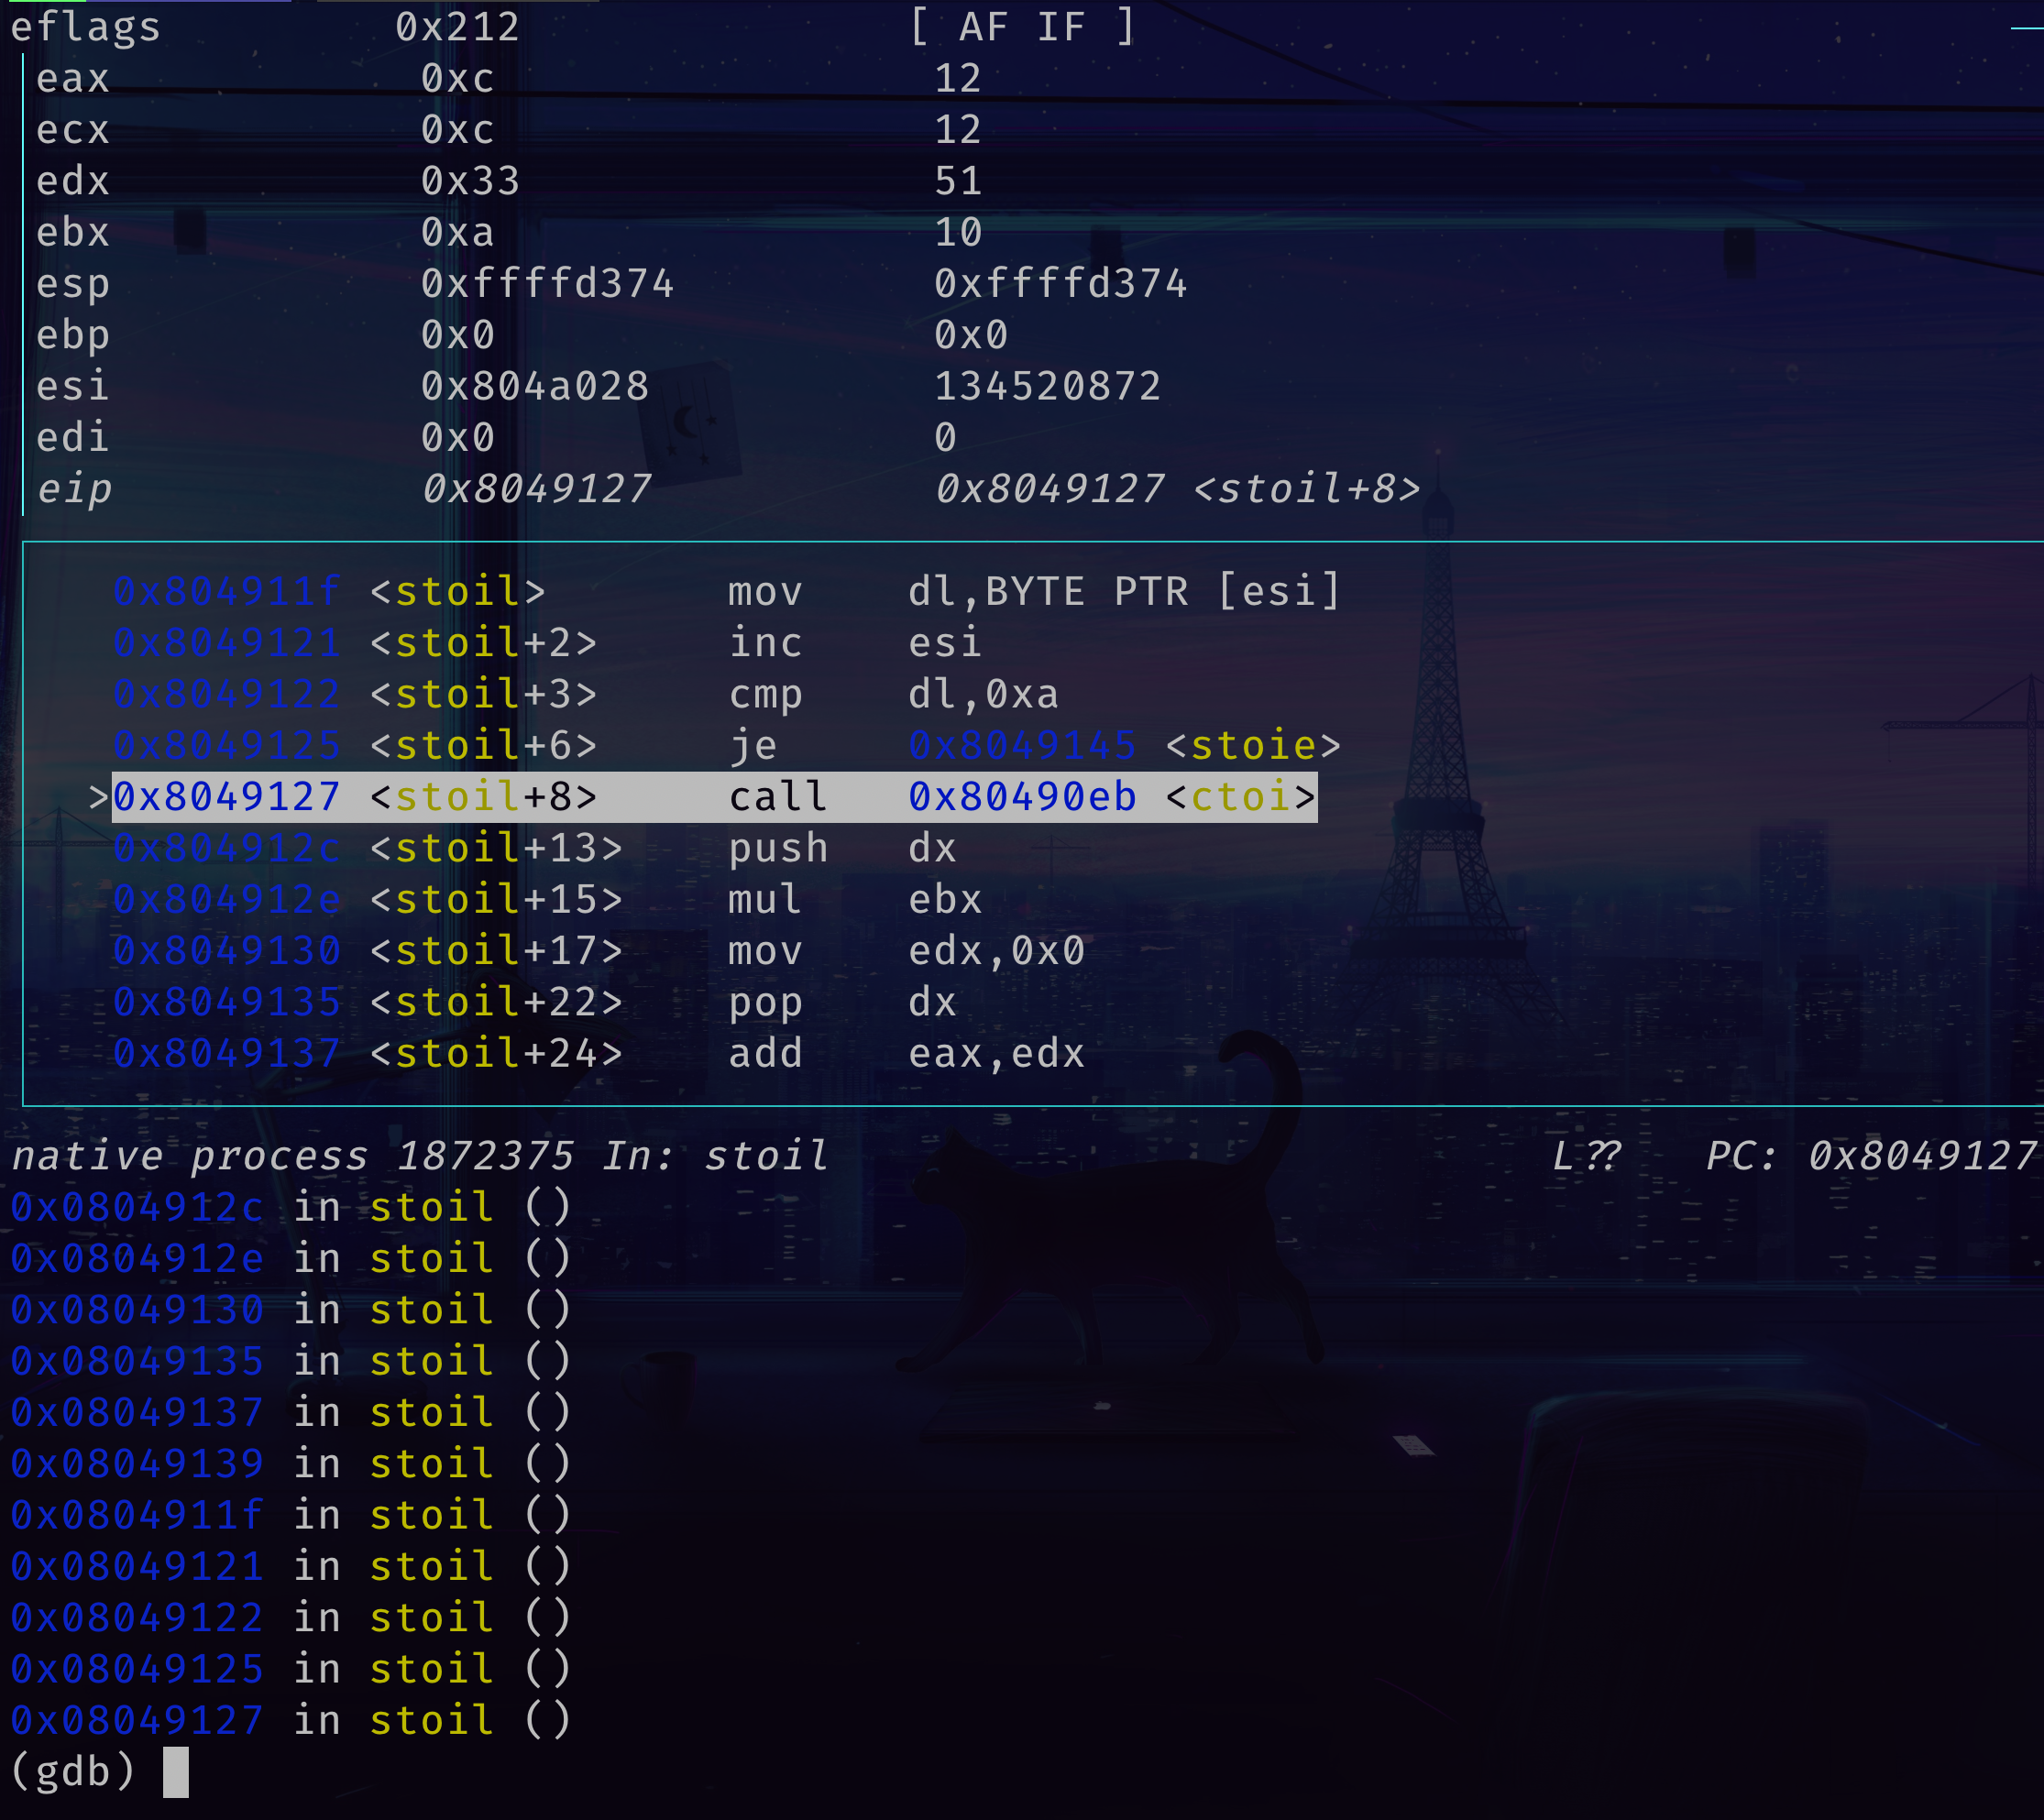 eflags 0x212 [ AF IF ]
eax 0xc 12
ecx 0xc 12
edx 0x33 51
ebx 0xa 10
esp 0xffffd374 0xffffd374
ebp 0x0 0x0
esi 0x804a028 134520872
edi 0x0 0
eip 0x8049127 0x8049127 <stoil+8>
0x804911f <stoil> mov dl,BYTE PTR [esi]
0x8049121 <stoil+2> inc esi
0x8049122 <stoil+3> cmp dl,0xa
0x8049125 <stoil+6> je 0x8049145 <stoie>
>0x8049127 <stoil+8> call 0x80490eb <ctoi>
0x804912c <stoil+13> push dx
0x804912e <stoil+15> mul ebx
0x8049130 <stoil+17> mov edx,0x0
0x8049135 <stoil+22> pop dx
0x8049137 <stoil+24> add eax,edx
native process 1872375 In: stoil L?? PC: 0x8049127
0x0804912c in stoil ()
0x0804912e in stoil ()
0x08049130 in stoil ()
0x08049135 in stoil ()
0x08049137 in stoil ()
0x08049139 in stoil ()
0x0804911f in stoil ()
0x08049121 in stoil ()
0x08049122 in stoil ()
0x08049125 in stoil ()
0x08049127 in stoil ()
(gdb)